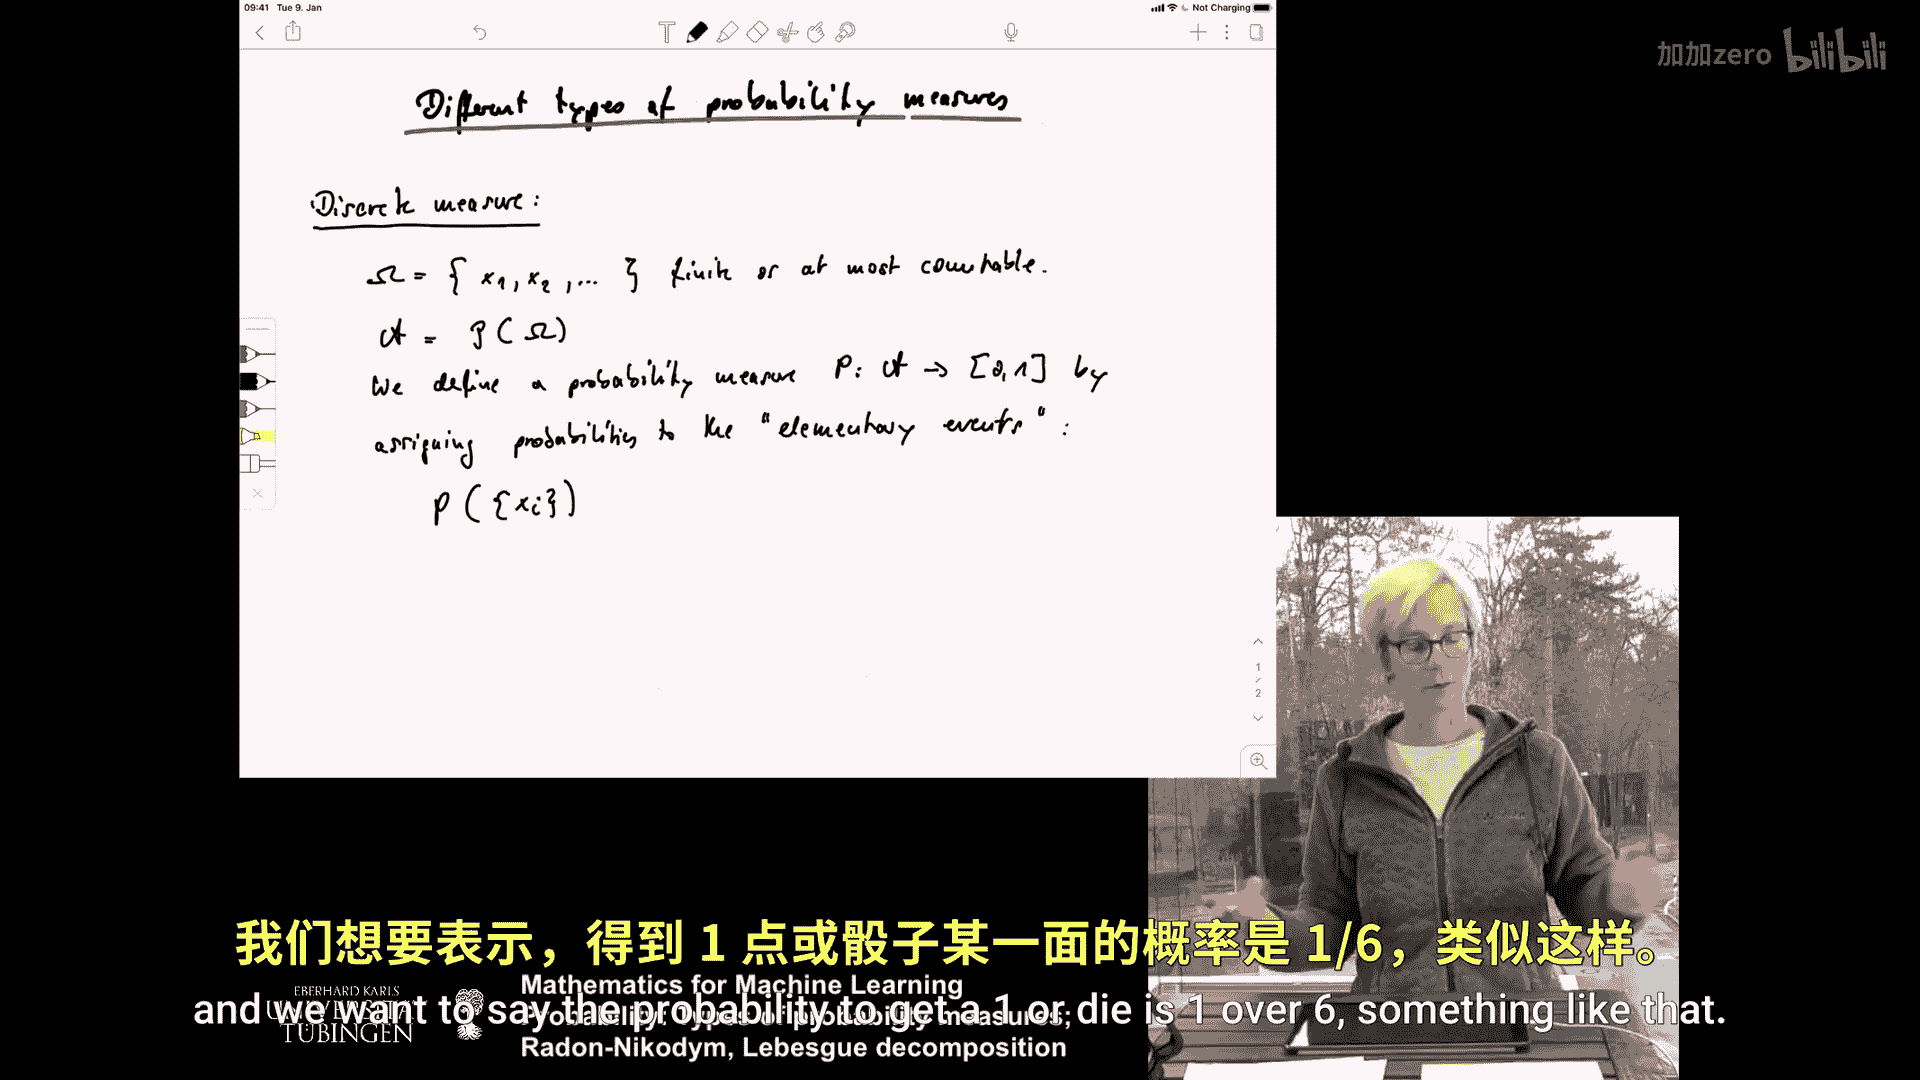 09:41 Tue 9. Jan
Not Charging
加加zero bilibili
T
Different types of probability measures
Discrete measure:
Ω = { x₁, x₂, ... } finite or at most countable.
𝒜 = 𝒫(Ω)
We define a probability measure P: 𝒜 → [0,1] by
assigning probabilities to the "elementary events":
P({xᵢ})
1
2
我们想要表示，得到 1 点或骰子某一面的概率是 1/6，类似这样。
and we want to say the probability to get a 1 or die is 1 over 6, something like that.
EBERHARD KARLS
UNIVERSITÄT
TÜBINGEN
Mathematics for Machine Learning
Probability: Types of probability measures;
Radon-Nikodym, Lebesgue decomposition